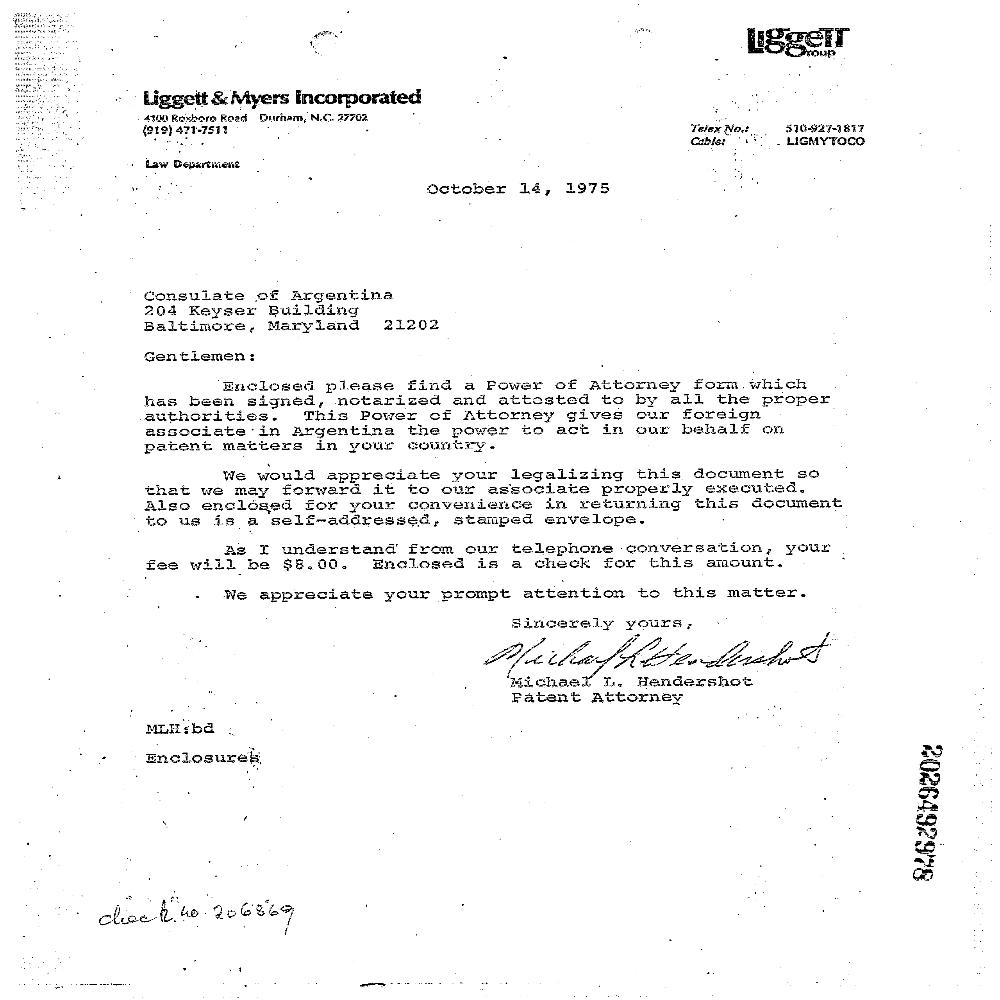 Liggett
Group
Liggett & Myers Incorporated
4100 Roxboro Road Durham, N.C. 27702
(919) 471-7511
Telex No.: 510-927-1817
Cable: LIGMYTOCO
Law Department
October 14, 1975
Consulate of Argentina
204 Keyser Building
Baltimore, Maryland 21202
Gentlemen:
Enclosed please find a Power of Attorney form which
has been signed, notarized and attested to by all the proper
authorities. This Power of Attorney gives our foreign
associate in Argentina the power to act in our behalf on
patent matters in your country.
We would appreciate your legalizing this document so
that we may forward it to our associate properly executed.
Also enclosed for your convenience in returning this document
to us is a self-addressed, stamped envelope.
As I understand from our telephone conversation, your
fee will be $8.00. Enclosed is a check for this amount.
We appreciate your prompt attention to this matter.
Sincerely yours,
Michael L Hendershot
Michael L. Hendershot
Patent Attorney
MLH:bd
Enclosures
2026492978
check no. 206869